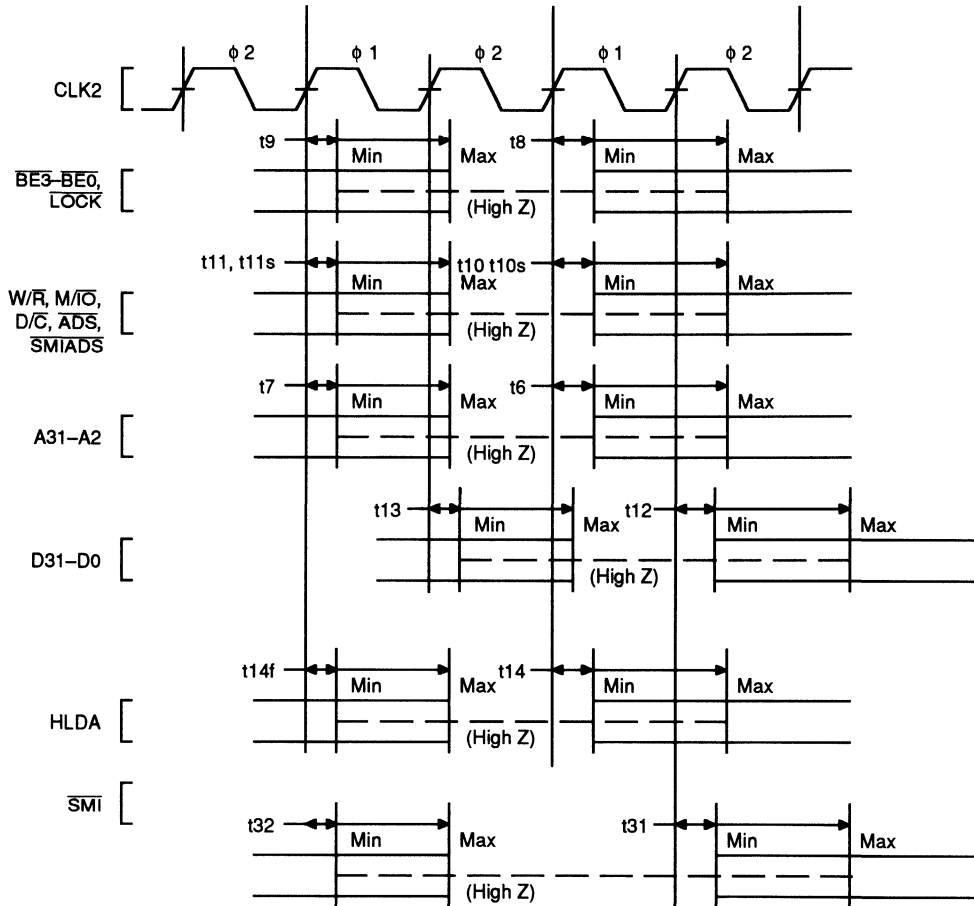 ϕ 2 ϕ 1 ϕ 2 ϕ 1 ϕ 2
CLK2
t9 Min Max t8 Min Max
BE3–BE0,
LOCK
(High Z)
t11, t11s Min Max t10 t10s Min Max
W/R, M/IO,
D/C, ADS,
SMIADS
(High Z)
t7 Min Max t6 Min Max
A31–A2
(High Z)
t13 Min Max t12 Min Max
D31–D0
(High Z)
t14f Min Max t14 Min Max
HLDA
(High Z)
SMI
t32 Min Max t31 Min Max
(High Z)